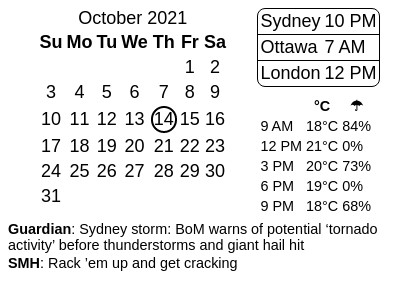 October 2021
Su Mo Tu We Th Fr Sa
1 2
3 4 5 6 7 8 9
10 11 12 13 14 15 16
17 18 19 20 21 22 23
24 25 26 27 28 29 30
31
Sydney 10 PM
Ottawa 7 AM
London 12 PM
°C ☂
9 AM 18°C 84%
12 PM 21°C 0%
3 PM 20°C 73%
6 PM 19°C 0%
9 PM 18°C 68%
Guardian: Sydney storm: BoM warns of potential ‘tornado
activity’ before thunderstorms and giant hail hit
SMH: Rack ’em up and get cracking